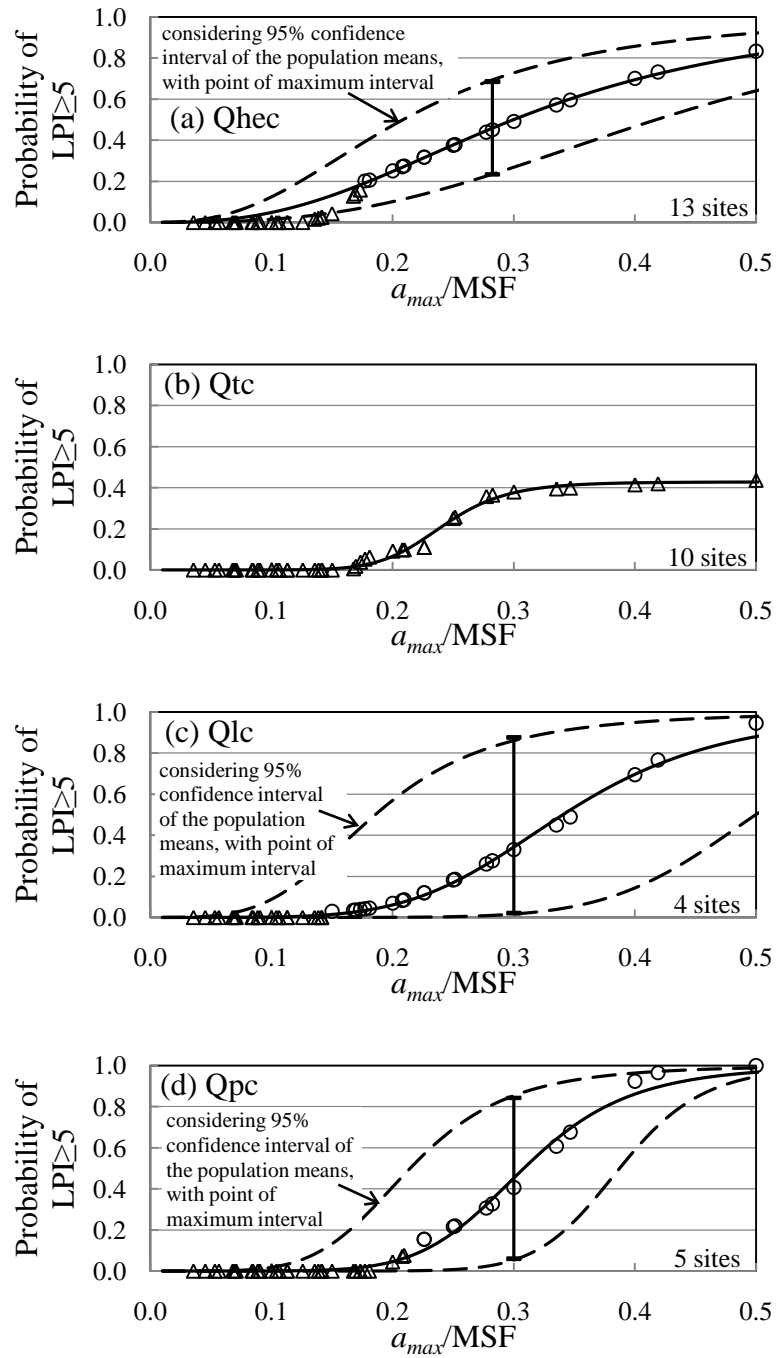 Probability of
LPI≥5
1.0
0.8
0.6
0.4
0.2
0.0
considering 95% confidence
interval of the population means,
with point of maximum interval
(a) Qhec
13 sites
0.0 0.1 0.2 0.3 0.4 0.5
a_max/MSF
Probability of
LPI≥5
1.0
0.8
0.6
0.4
0.2
0.0
(b) Qtc
10 sites
0.0 0.1 0.2 0.3 0.4 0.5
a_max/MSF
Probability of
LPI≥5
1.0
0.8
0.6
0.4
0.2
0.0
(c) Qlc
considering 95%
confidence interval
of the population
means, with point of
maximum interval
4 sites
0.0 0.1 0.2 0.3 0.4 0.5
a_max/MSF
Probability of
LPI≥5
1.0
0.8
0.6
0.4
0.2
0.0
(d) Qpc
considering 95%
confidence interval of
the population means,
with point of
maximum interval
5 sites
0.0 0.1 0.2 0.3 0.4 0.5
a_max/MSF